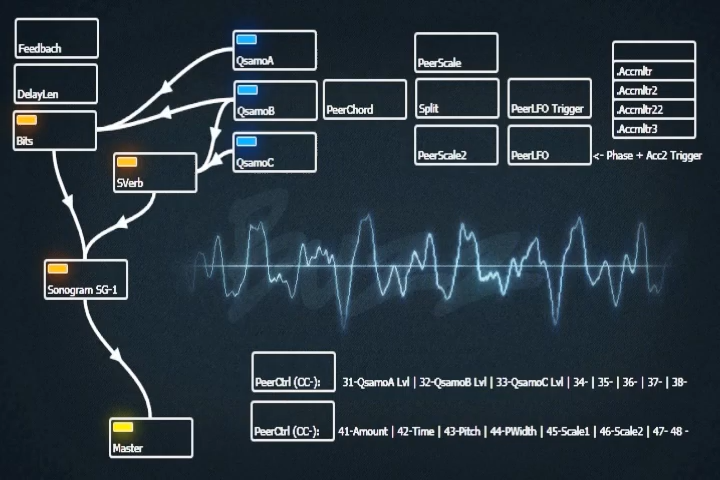 Feedbach
DelayLen
Bits
SVerb
Sonogram SG-1
Master
QsamoA
QsamoB
QsamoC
PeerChord
PeerScale
Split
PeerScale2
PeerLFO Trigger
PeerLFO
.Accmltr
.Accmltr2
.Accmltr22
.Accmltr3
<- Phase + Acc2 Trigger
Buzz
PeerCtrl (CC-): 31-QsamoA Lvl | 32-QsamoB Lvl | 33-QsamoC Lvl | 34- | 35- | 36- | 37- | 38-
PeerCtrl (CC-): 41-Amount | 42-Time | 43-Pitch | 44-PWidth | 45-Scale1 | 46-Scale2 | 47- 48 -